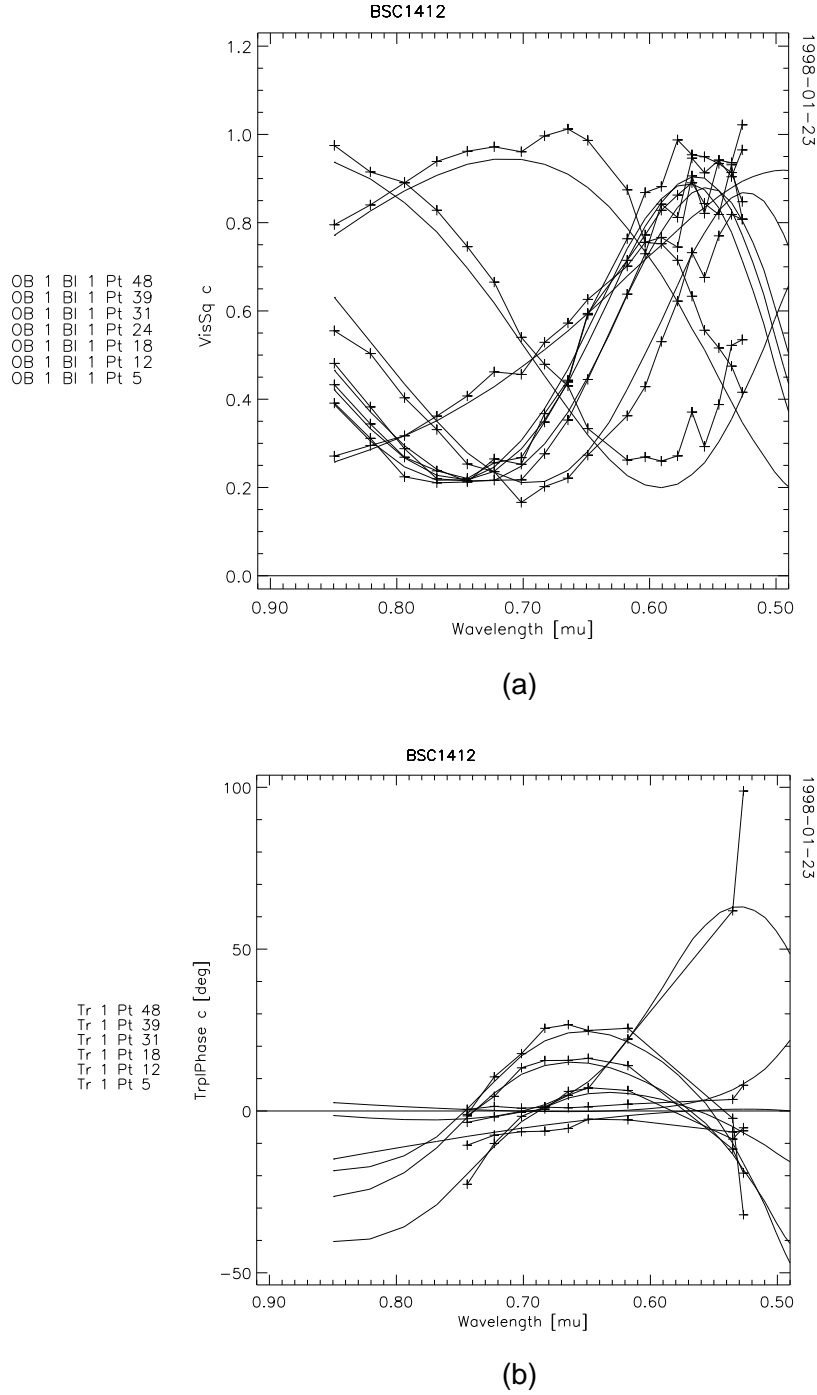 BSC1412
1998-01-23
OB 1 Bl 1 Pt 48
OB 1 Bl 1 Pt 39
OB 1 Bl 1 Pt 31
OB 1 Bl 1 Pt 24
OB 1 Bl 1 Pt 18
OB 1 Bl 1 Pt 12
OB 1 Bl 1 Pt 5
VisSq c
1.2
1.0
0.8
0.6
0.4
0.2
0.0
0.90 0.80 0.70 0.60 0.50
Wavelength [mu]
(a)
BSC1412
1998-01-23
Tr 1 Pt 48
Tr 1 Pt 39
Tr 1 Pt 31
Tr 1 Pt 18
Tr 1 Pt 12
Tr 1 Pt 5
TrplPhase c [deg]
100
50
0
-50
0.90 0.80 0.70 0.60 0.50
Wavelength [mu]
(b)